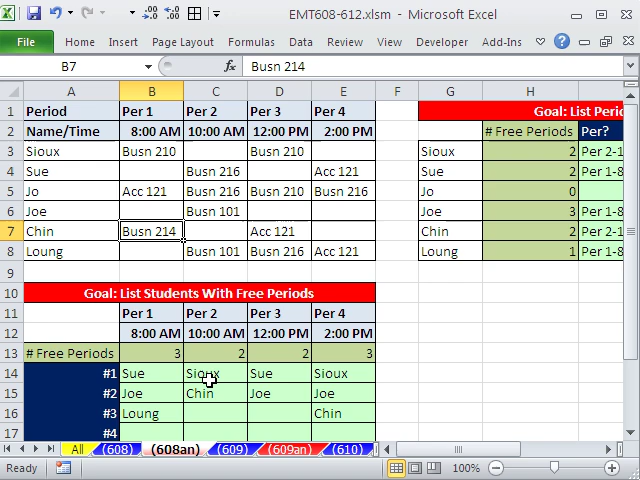 EMT608-612.xlsm - Microsoft Excel
File Home Insert Page Layout Formulas Data Review View Developer Add-Ins
B7 fx Busn 214
A B C D E F G H I
1 Period Per 1 Per 2 Per 3 Per 4 Goal: List Perio
2 Name/Time 8:00 AM 10:00 AM 12:00 PM 2:00 PM # Free Periods Per?
3 Sioux Busn 210 Busn 210 Sioux 2 Per 2-1
4 Sue Busn 216 Acc 121 Sue 2 Per 1-8
5 Jo Acc 121 Busn 216 Busn 210 Busn 216 Jo 0
6 Joe Busn 101 Joe 3 Per 1-8
7 Chin Busn 214 Acc 121 Chin 2 Per 2-1
8 Loung Busn 101 Busn 216 Acc 121 Loung 1 Per 1-8
9
10 Goal: List Students With Free Periods
11 Per 1 Per 2 Per 3 Per 4
12 8:00 AM 10:00 AM 12:00 PM 2:00 PM
13 # Free Periods 3 2 2 3
14 #1 Sue Sioux Sue Sioux
15 #2 Joe Chin Joe Joe
16 #3 Loung Chin
17 #4
All (608) (608an) (609) (609an) (610)
Ready 100%